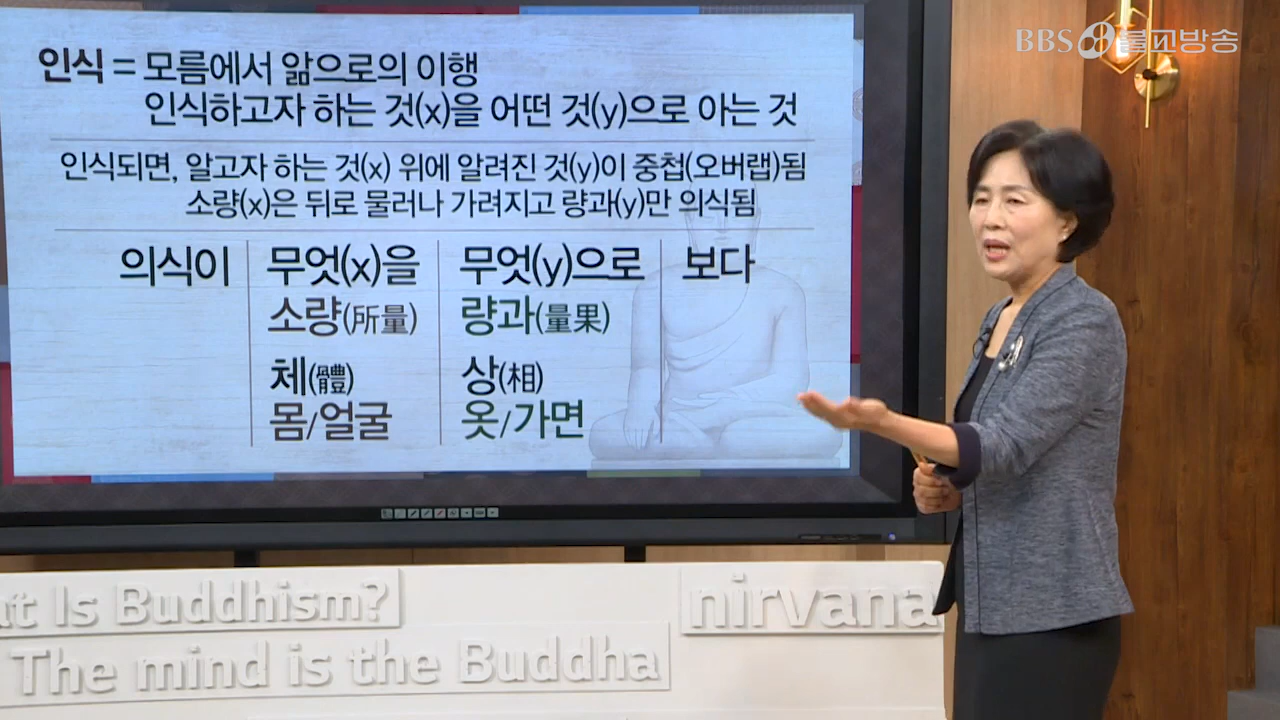 BBS 불교방송
인식 = 모름에서 앎으로의 이행
인식하고자 하는 것(x)을 어떤 것(y)으로 아는 것
인식되면, 알고자 하는 것(x) 위에 알려진 것(y)이 중첩(오버랩)됨
소량(x)은 뒤로 물러나 가려지고 량과(y)만 의식됨
의식이 무엇(x)을 무엇(y)으로 보다
소량(所量) 량과(量果)
체(體) 상(相)
몸/얼굴 옷/가면
at Is Buddhism?
nirvana
The mind is the Buddha